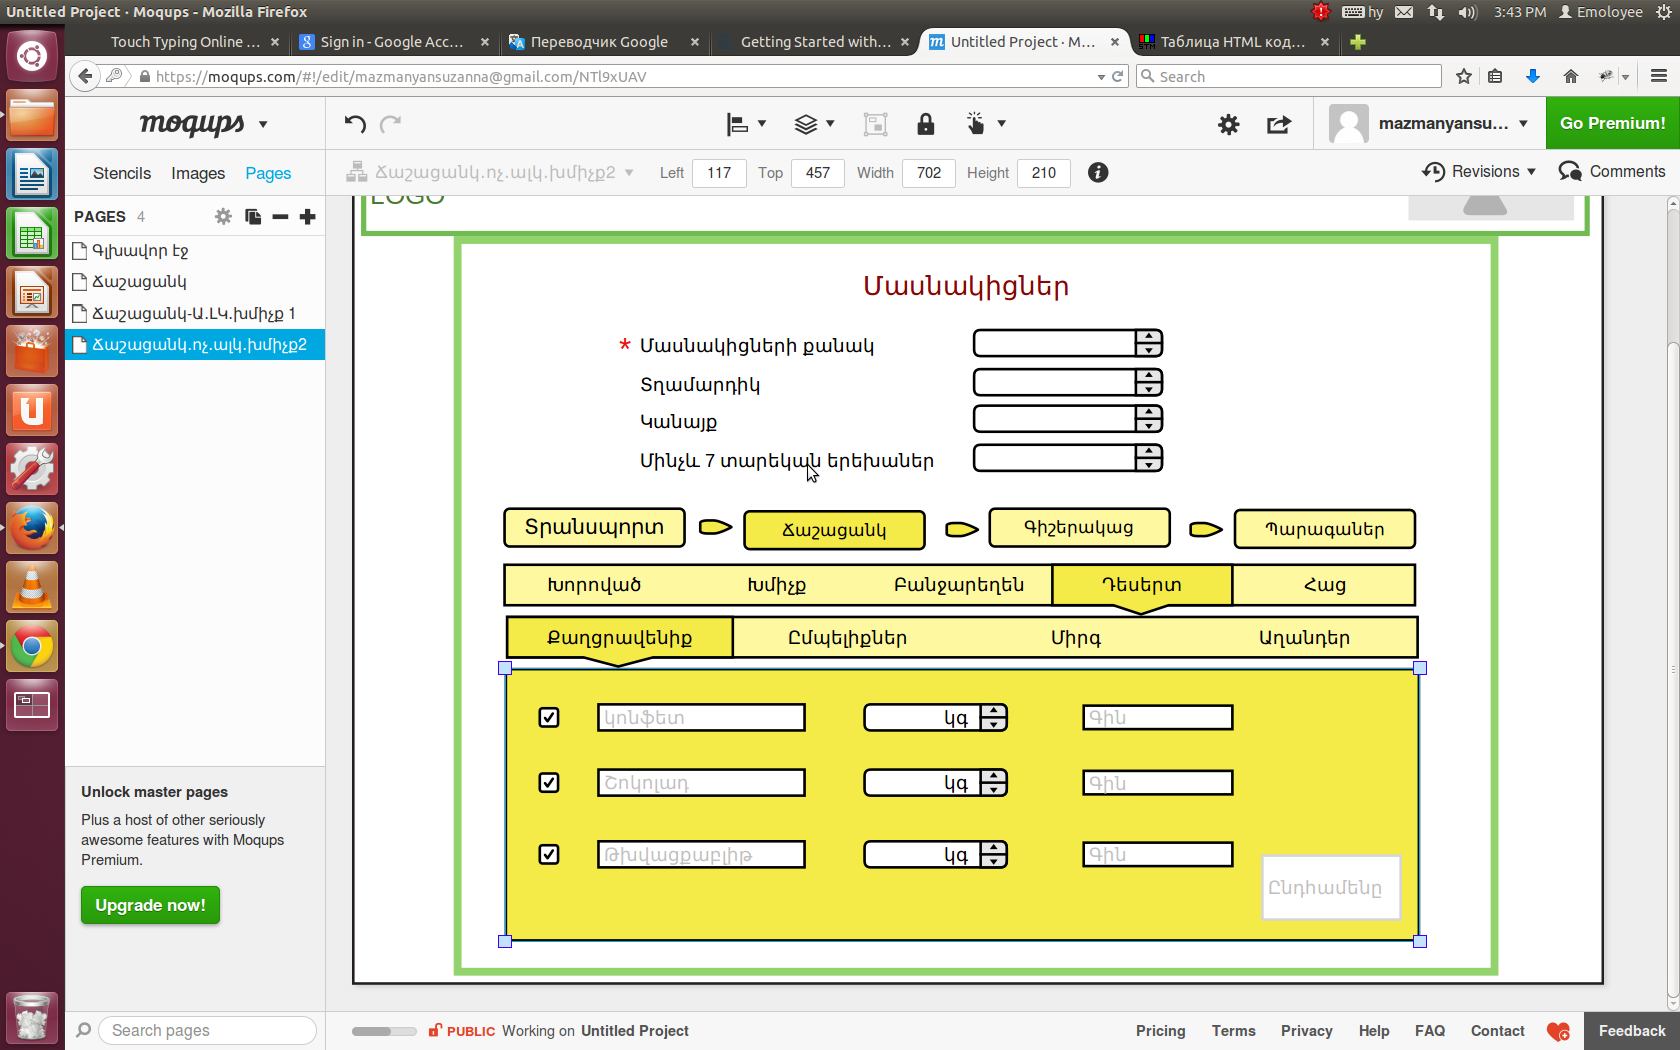 Untitled Project · Moqups - Mozilla Firefox
hy
3:43 PM
Emoloyee
Touch Typing Online ...
Sign in - Google Acc...
Переводчик Google
Getting Started with...
Untitled Project · M...
Таблица HTML код...
https://moqups.com/#!/edit/mazmanyansuzanna@gmail.com/NTl9xUAV
Search
moqups
mazmanyansu...
Go Premium!
Stencils
Images
Pages
Ճաշացանկ.ոչ.ալկ.խմիչք2
Left
117
Top
457
Width
702
Height
210
Revisions
Comments
PAGES 4
Գլխավոր էջ
Ճաշացանկ
Ճաշացանկ-Ա.ԼԿ.խմիչք 1
Ճաշացանկ.ոչ.ալկ.խմիչք2
LOGO
Մասնակիցներ
* Մասնակիցների քանակ
Տղամարդիկ
Կանայք
Մինչև 7 տարեկան երեխաներ
Տրանսպորտ
Ճաշացանկ
Գիշերակաց
Պարագաներ
Խորոված
Խմիչք
Բանջարեղեն
Դեսերտ
Հաց
Քաղցրավենիք
Ըմպելիքներ
Միրգ
Աղանդեր
կոնֆետ
կգ
Գին
Շոկոլադ
կգ
Գին
Թխվացքաբլիթ
կգ
Գին
Ընդհամենը
Unlock master pages
Plus a host of other seriously
awesome features with Moqups
Premium.
Upgrade now!
Search pages
PUBLIC Working on Untitled Project
Pricing
Terms
Privacy
Help
FAQ
Contact
Feedback